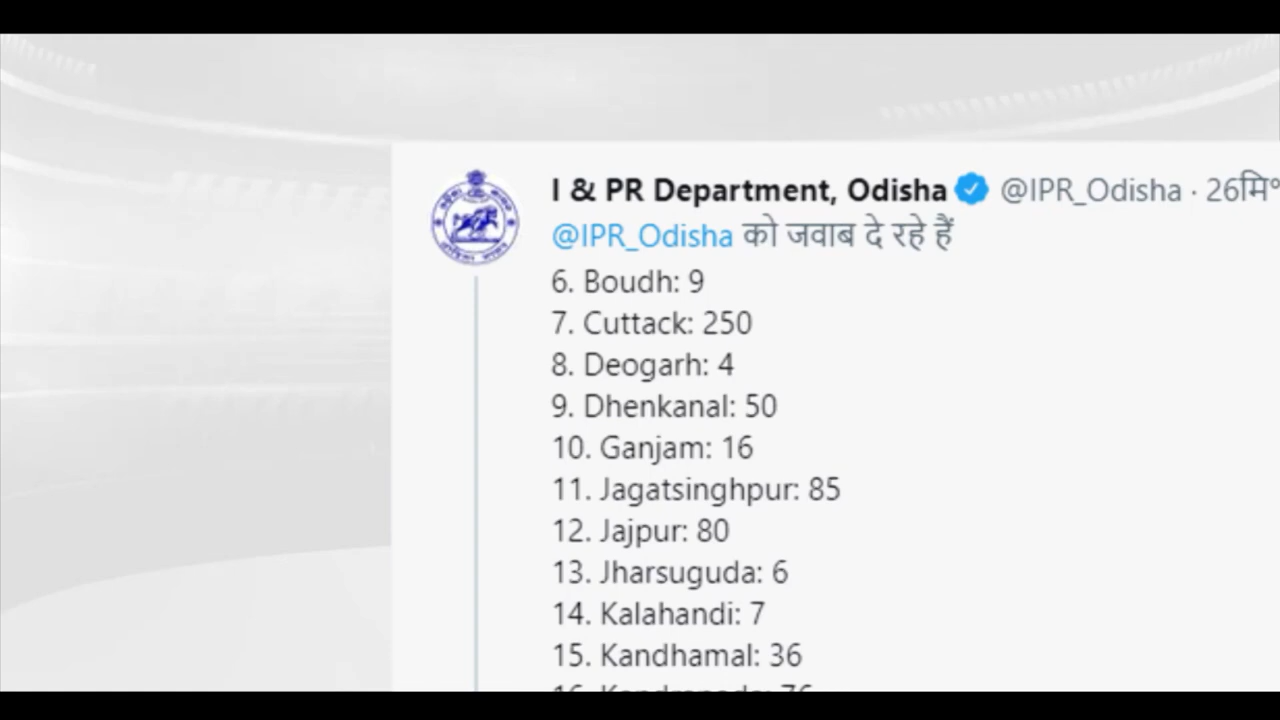 I & PR Department, Odisha @IPR_Odisha · 26मि°
@IPR_Odisha को जवाब दे रहे हैं
6. Boudh: 9
7. Cuttack: 250
8. Deogarh: 4
9. Dhenkanal: 50
10. Ganjam: 16
11. Jagatsinghpur: 85
12. Jajpur: 80
13. Jharsuguda: 6
14. Kalahandi: 7
15. Kandhamal: 36